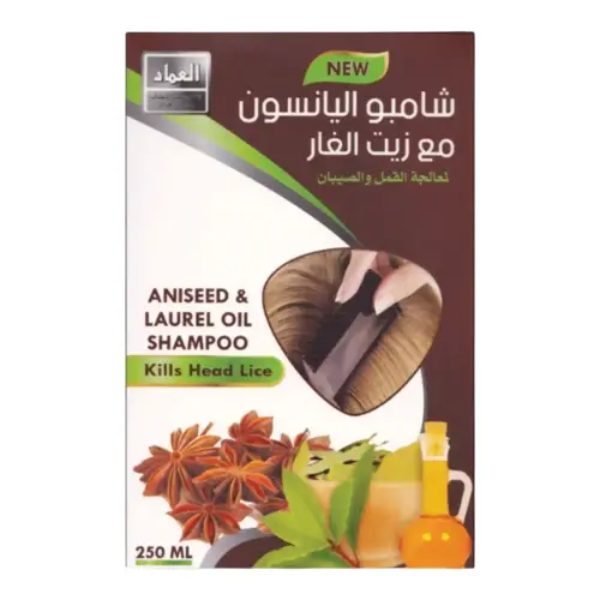 العماد
NEW
شامبو اليانسون
مع زيت الغار
لمعالجة القمل والصيبان
ANISEED &
LAUREL OIL
SHAMPOO
Kills Head Lice
250 ML